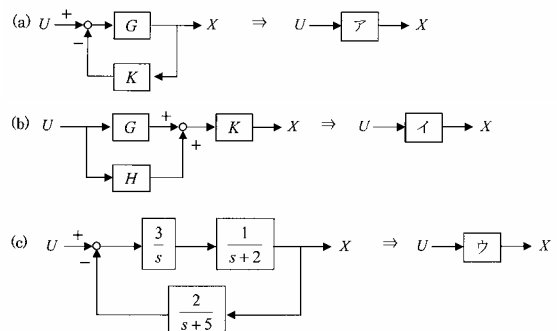 (a) U + − G X ⇒ U ア X
K
(b) U G + + K X ⇒ U イ X
H
(c) U + − 3/s 1/(s+2) X ⇒ U ウ X
2/(s+5)